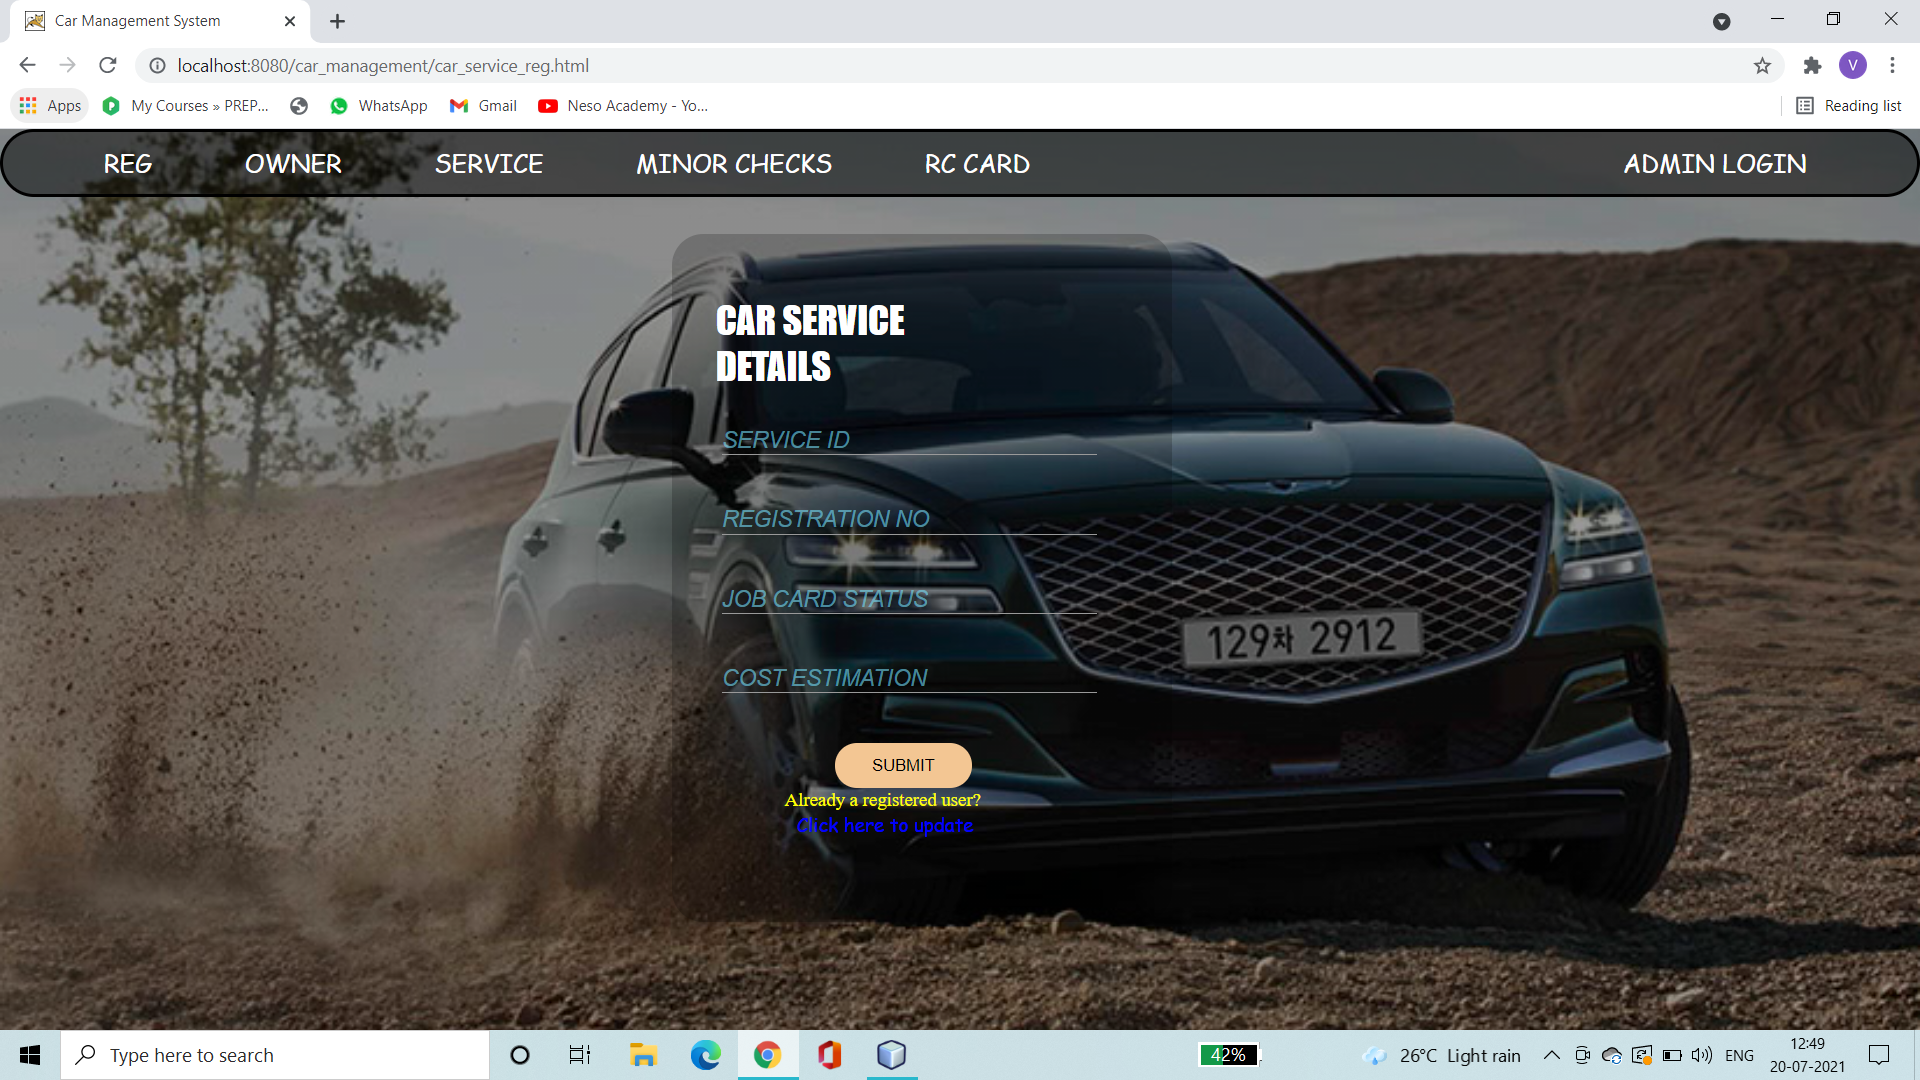 Car Management System
localhost:8080/car_management/car_service_reg.html
V
Apps
My Courses » PREP...
WhatsApp
Gmail
Neso Academy - Yo...
Reading list
REG
OWNER
SERVICE
MINOR CHECKS
RC CARD
ADMIN LOGIN
CAR SERVICE
DETAILS
SERVICE ID
REGISTRATION NO
JOB CARD STATUS
COST ESTIMATION
129차 2912
SUBMIT
Already a registered user?
Click here to update
Type here to search
42%
26°C Light rain
ENG
12:49
20-07-2021